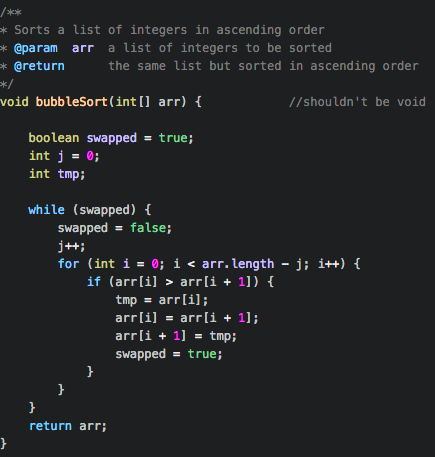 /**
* Sorts a list of integers in ascending order
* @param  arr  a list of integers to be sorted
* @return      the same list but sorted in ascending order
*/
void bubbleSort(int[] arr) {            //shouldn't be void

    boolean swapped = true;
    int j = 0;
    int tmp;

    while (swapped) {
        swapped = false;
        j++;
        for (int i = 0; i < arr.length - j; i++) {
            if (arr[i] > arr[i + 1]) {
                tmp = arr[i];
                arr[i] = arr[i + 1];
                arr[i + 1] = tmp;
                swapped = true;
            }
        }
    }
    return arr;
}